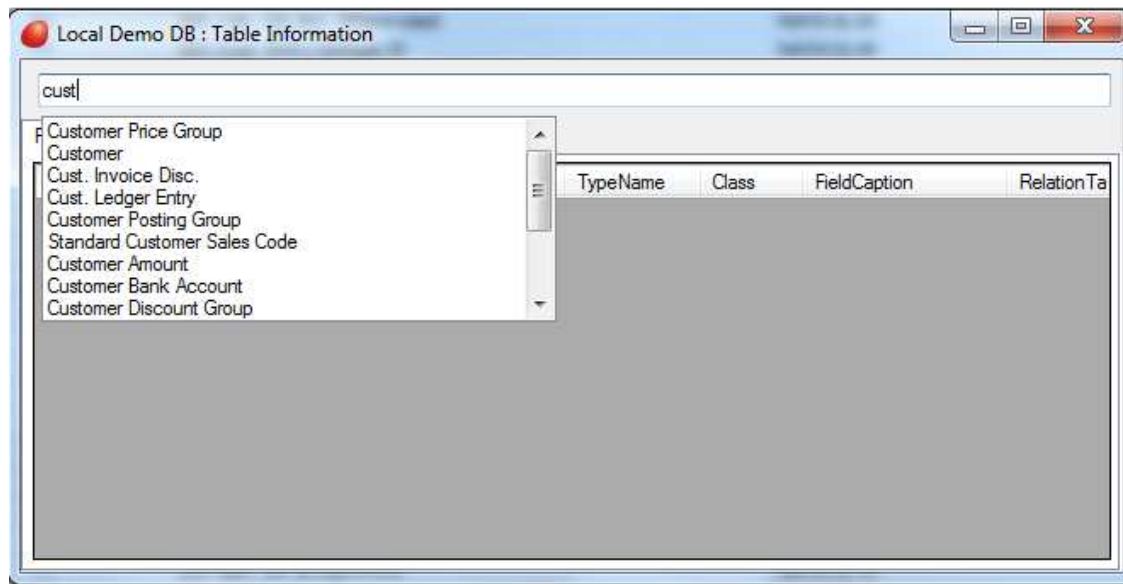 Local Demo DB : Table Information
cust
Customer Price Group
Customer
Cust. Invoice Disc.
Cust. Ledger Entry
Customer Posting Group
Standard Customer Sales Code
Customer Amount
Customer Bank Account
Customer Discount Group
TypeName Class FieldCaption RelationTa